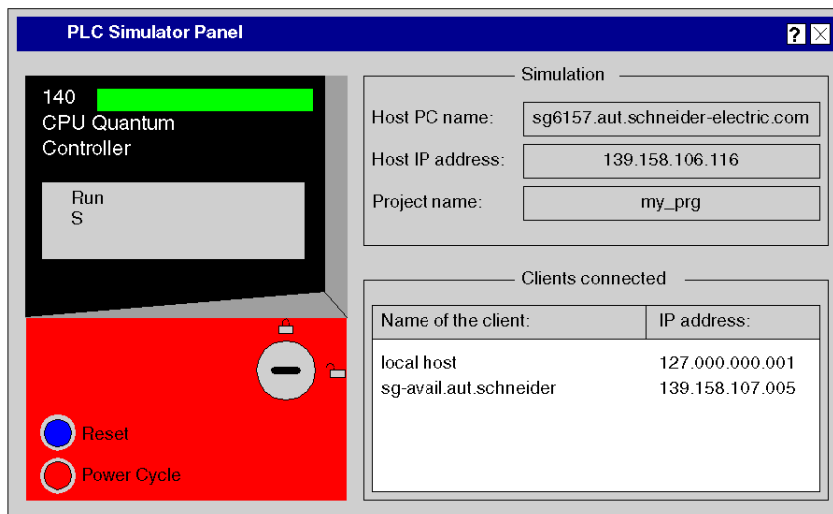 PLC Simulator Panel
?
140
CPU Quantum
Controller
Run
S
Reset
Power Cycle
Simulation
Host PC name: sg6157.aut.schneider-electric.com
Host IP address: 139.158.106.116
Project name: my_prg
Clients connected
Name of the client: IP address:
local host 127.000.000.001
sg-avail.aut.schneider 139.158.107.005